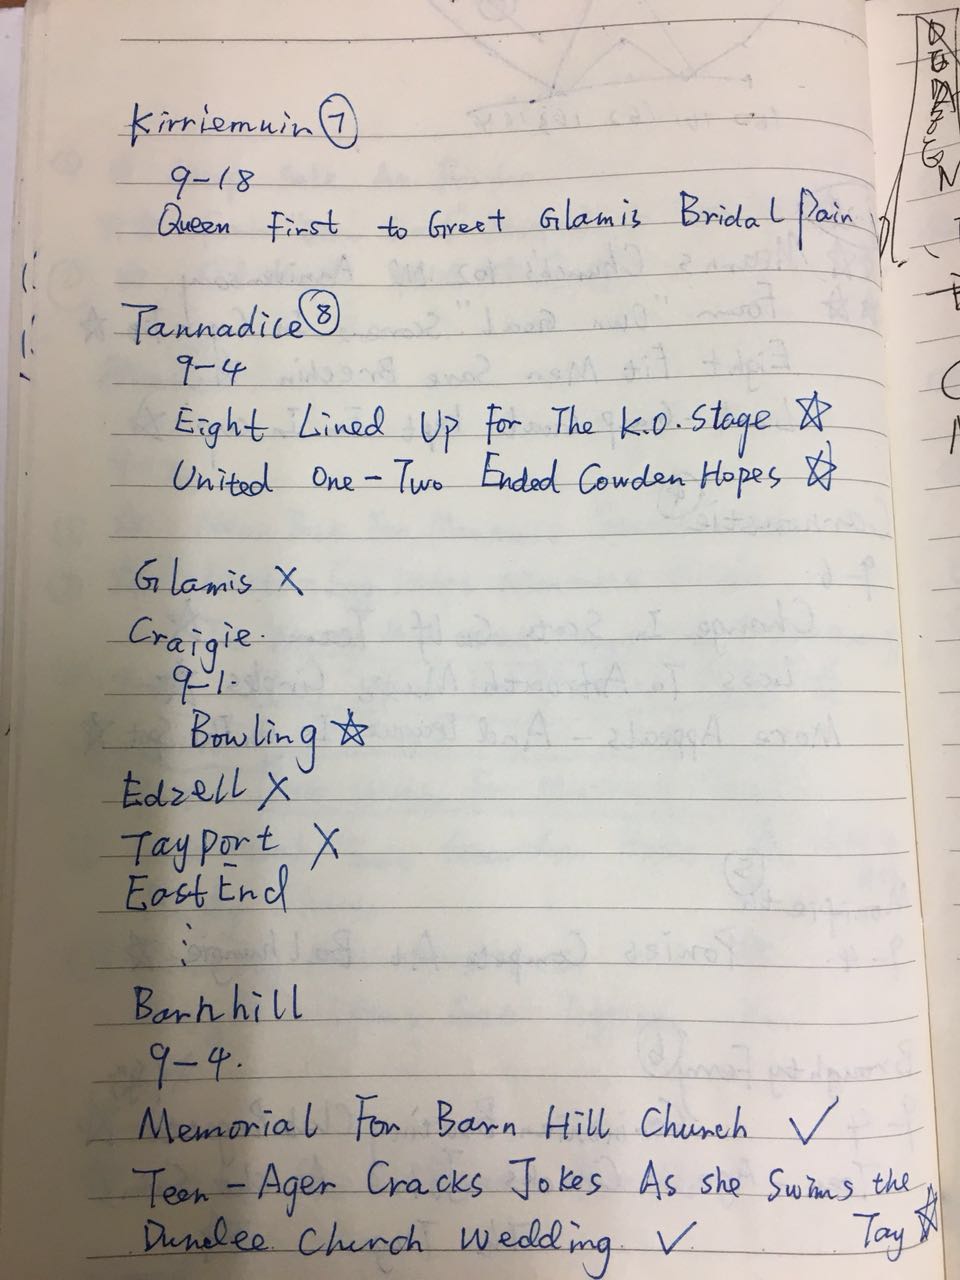 Kirriemuir ⑦
9-18
Queen First to Greet Glamis Bridal Pair
Tannadice ⑧
9-4
Eight Lined Up For The K.O. Stage ☆
United One-Two Ended Cowden Hopes ☆
Glamis X
Craigie.
9-1.
Bowling ☆
Edzell X
Tayport X
East End
⋮
Barnhill
9-4.
Memorial For Barn Hill Church ✓
Teen-Ager Cracks Jokes As she Swims the Tay ☆
Dundee Church Wedding ✓